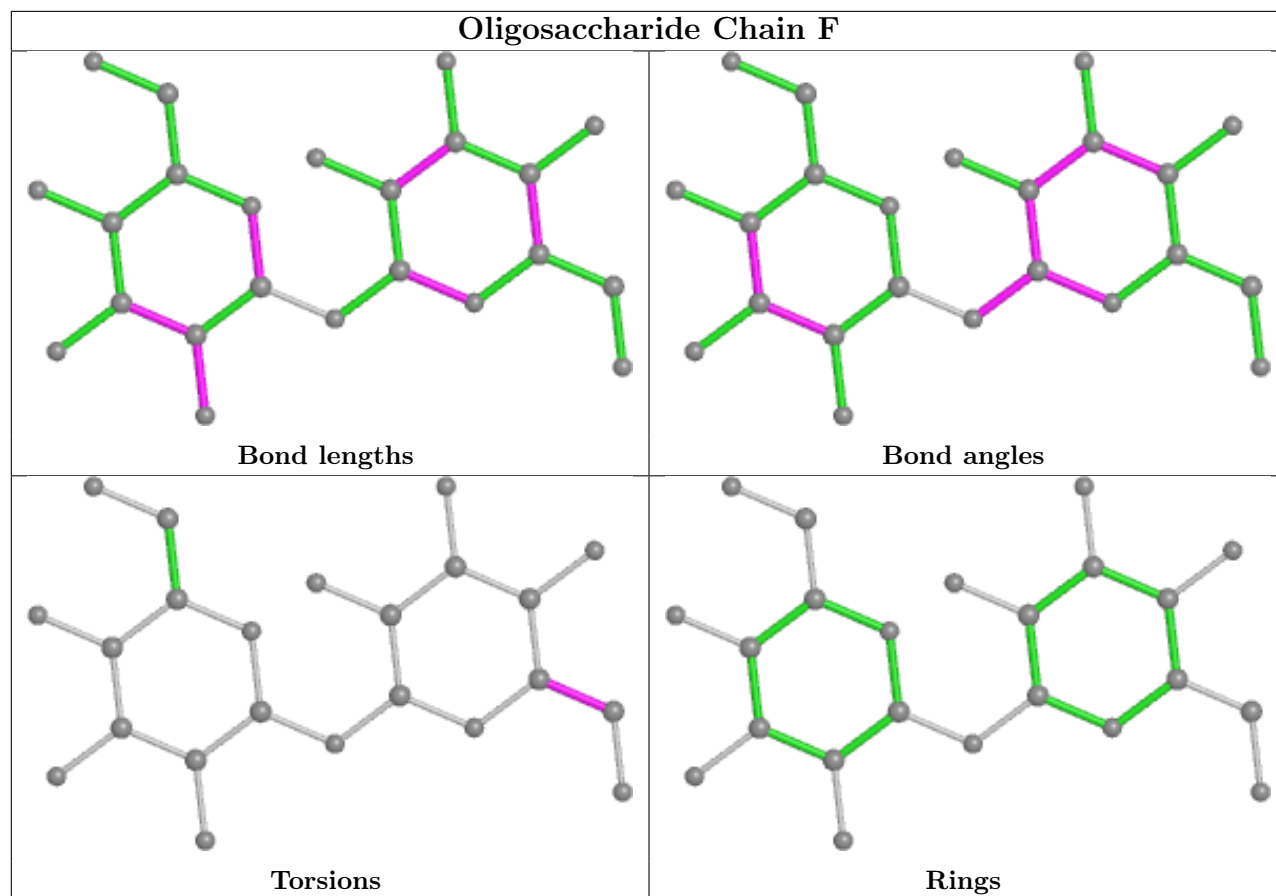 Oligosaccharide Chain F
Bond lengths
Bond angles
Torsions
Rings